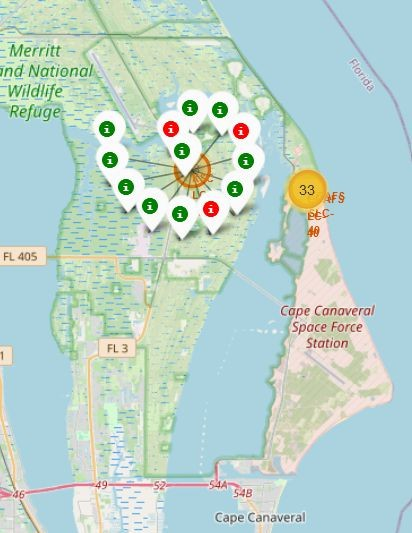 Merritt
and National
Wildlife
Refuge
Florida
33
FL 405
Cape Canaveral
Space Force
Station
1
FL 3
46
49
52
54A
54B
Cape Canaveral